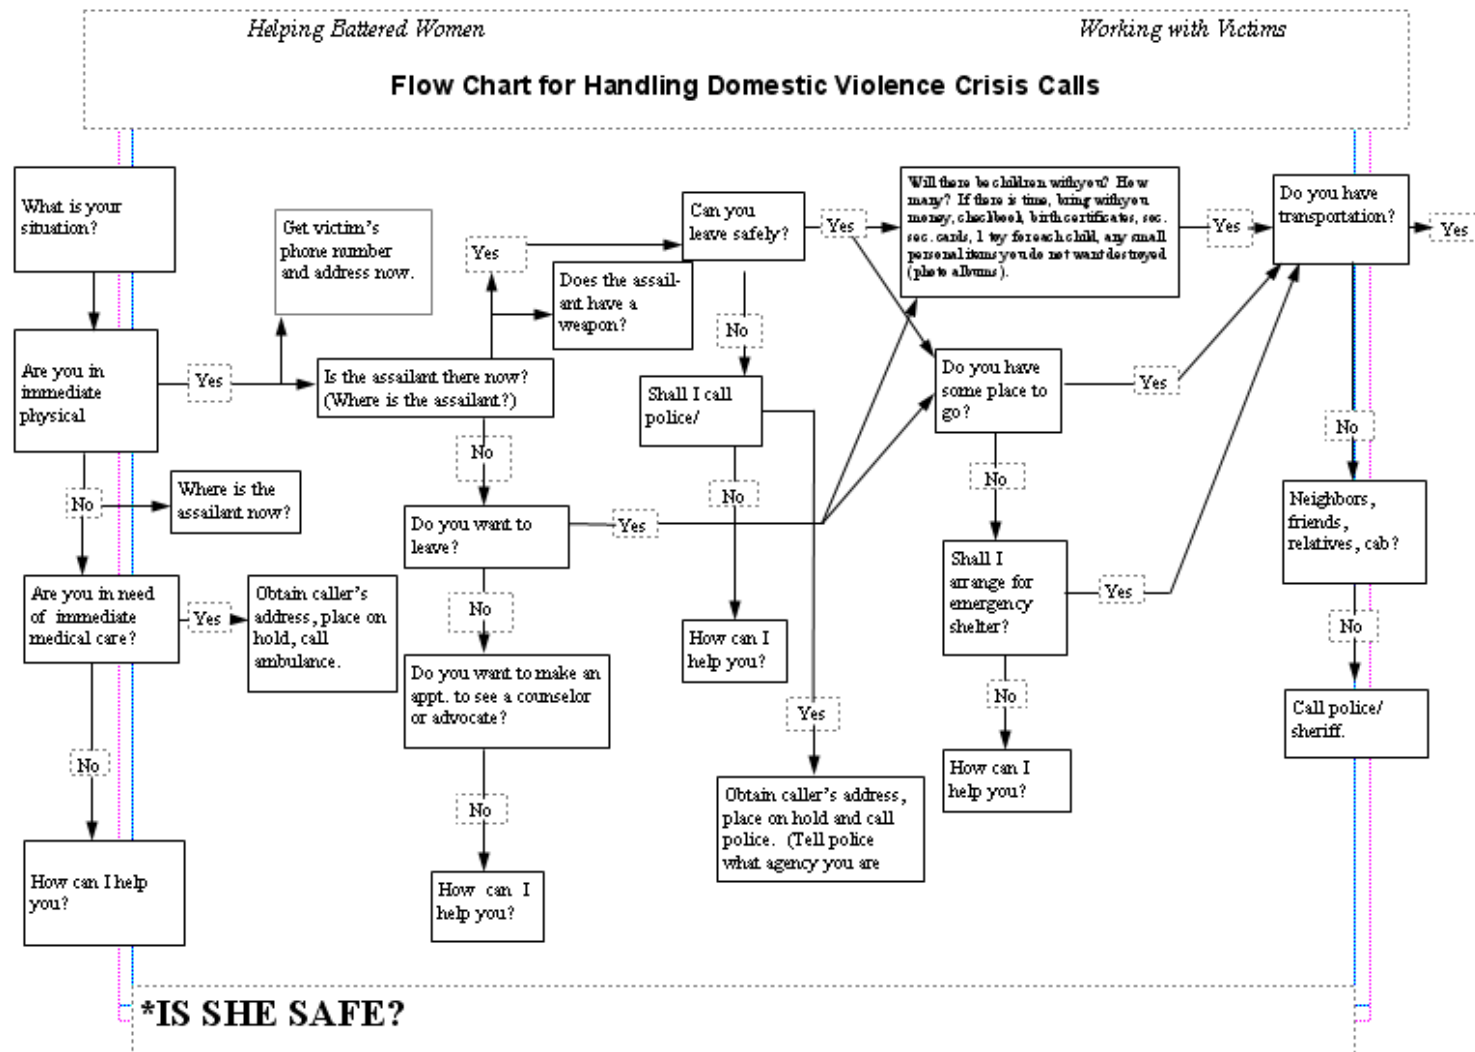 Helping Battered Women
Working with Victims
Flow Chart for Handling Domestic Violence Crisis Calls
What is your
situation?
Are you in
immediate
physical
Yes
Get victim's
phone number
and address now.
No
Where is the
assailant now?
Are you in need
of immediate
medical care?
Yes
Obtain caller's
address, place on
hold, call
ambulance.
No
How can I help
you?
Is the assailant there now?
(Where is the assailant?)
Yes
Does the assail-
ant have a
weapon?
No
Do you want to
leave?
Yes
No
Do you want to make an
appt. to see a counselor
or advocate?
No
How can I
help you?
Can you
leave safely?
Yes
No
Shall I call
police/
No
How can I
help you?
Yes
Obtain caller's address,
place on hold and call
police. (Tell police
what agency you are
Will there be children with you? How
many? If there is time, bring with you
money, checkbook, birth certificates, soc.
sec. cards, 1 toy for each child, any small
personal items you do not want destroyed
(photo albums).
Yes
Do you have
some place to
go?
Yes
No
Shall I
arrange for
emergency
shelter?
Yes
No
How can I
help you?
Do you have
transportation?
Yes
No
Neighbors,
friends,
relatives, cab?
No
Call police/
sheriff.
*IS SHE SAFE?